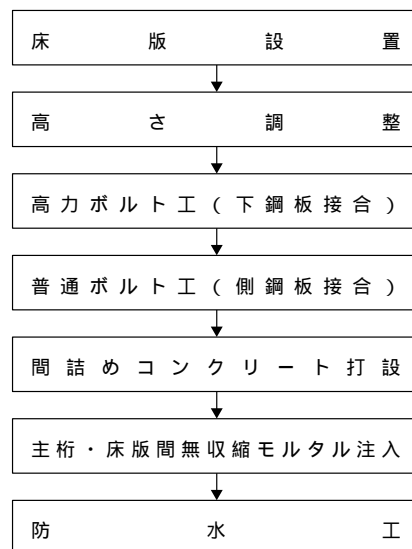 床版設置
高さ調整
高力ボルト工(下鋼板接合)
普通ボルト工(側鋼板接合)
間詰めコンクリート打設
主桁・床版間無収縮モルタル注入
防水工